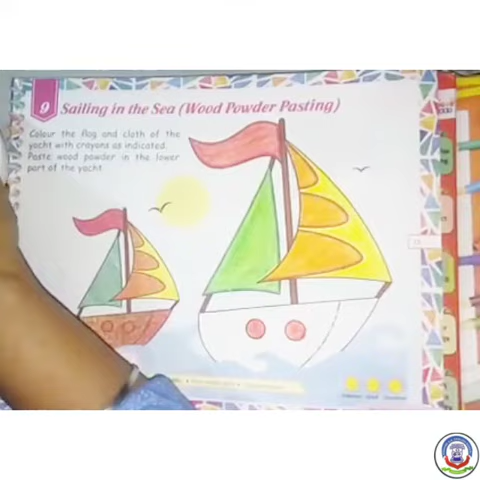 9
Sailing in the Sea (Wood Powder Pasting)
Colour the flag and cloth of the
yacht with crayons as indicated.
Paste wood powder in the lower
part of the yacht.